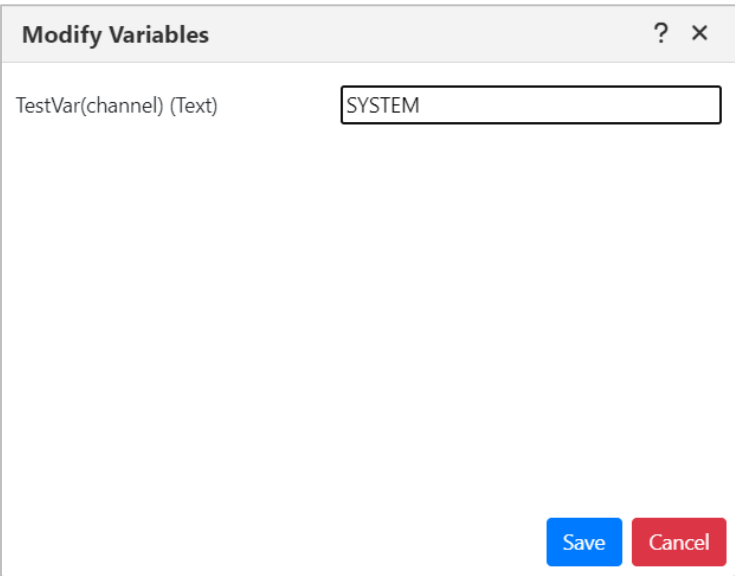 Modify Variables ? ×
TestVar(channel) (Text) SYSTEM
Save Cancel